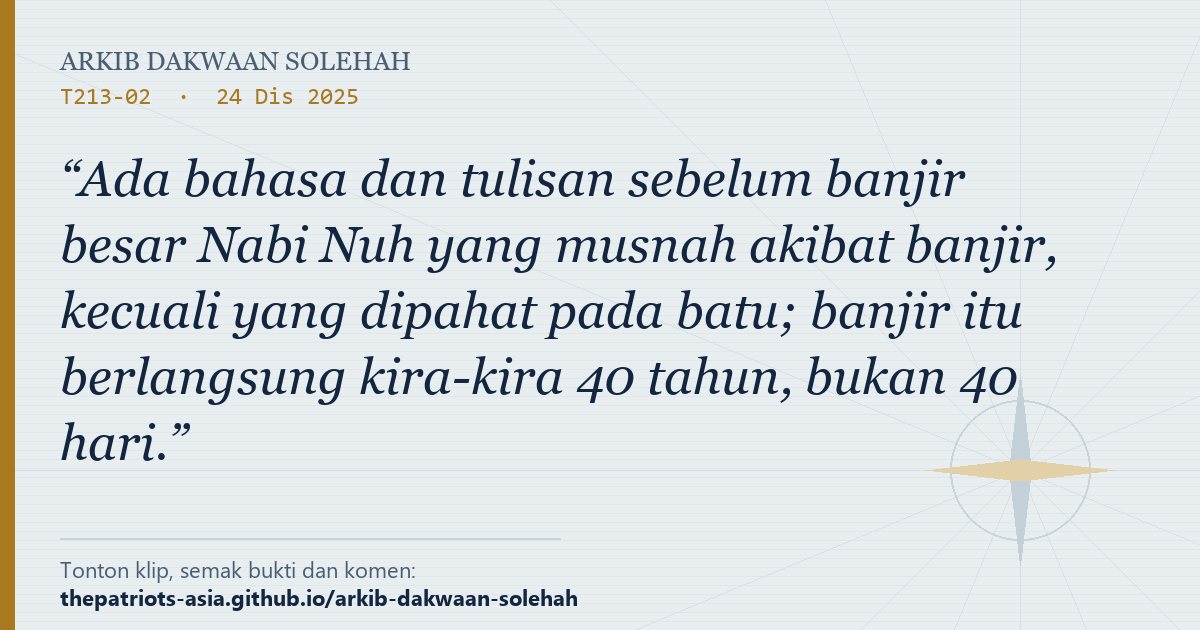 ARKIB DAKWAAN SOLEHAH
T213-02 · 24 Dis 2025
“Ada bahasa dan tulisan sebelum banjir
besar Nabi Nuh yang musnah akibat banjir,
kecuali yang dipahat pada batu; banjir itu
berlangsung kira-kira 40 tahun, bukan 40
hari.”
Tonton klip, semak bukti dan komen:
thepatriots-asia.github.io/arkib-dakwaan-solehah